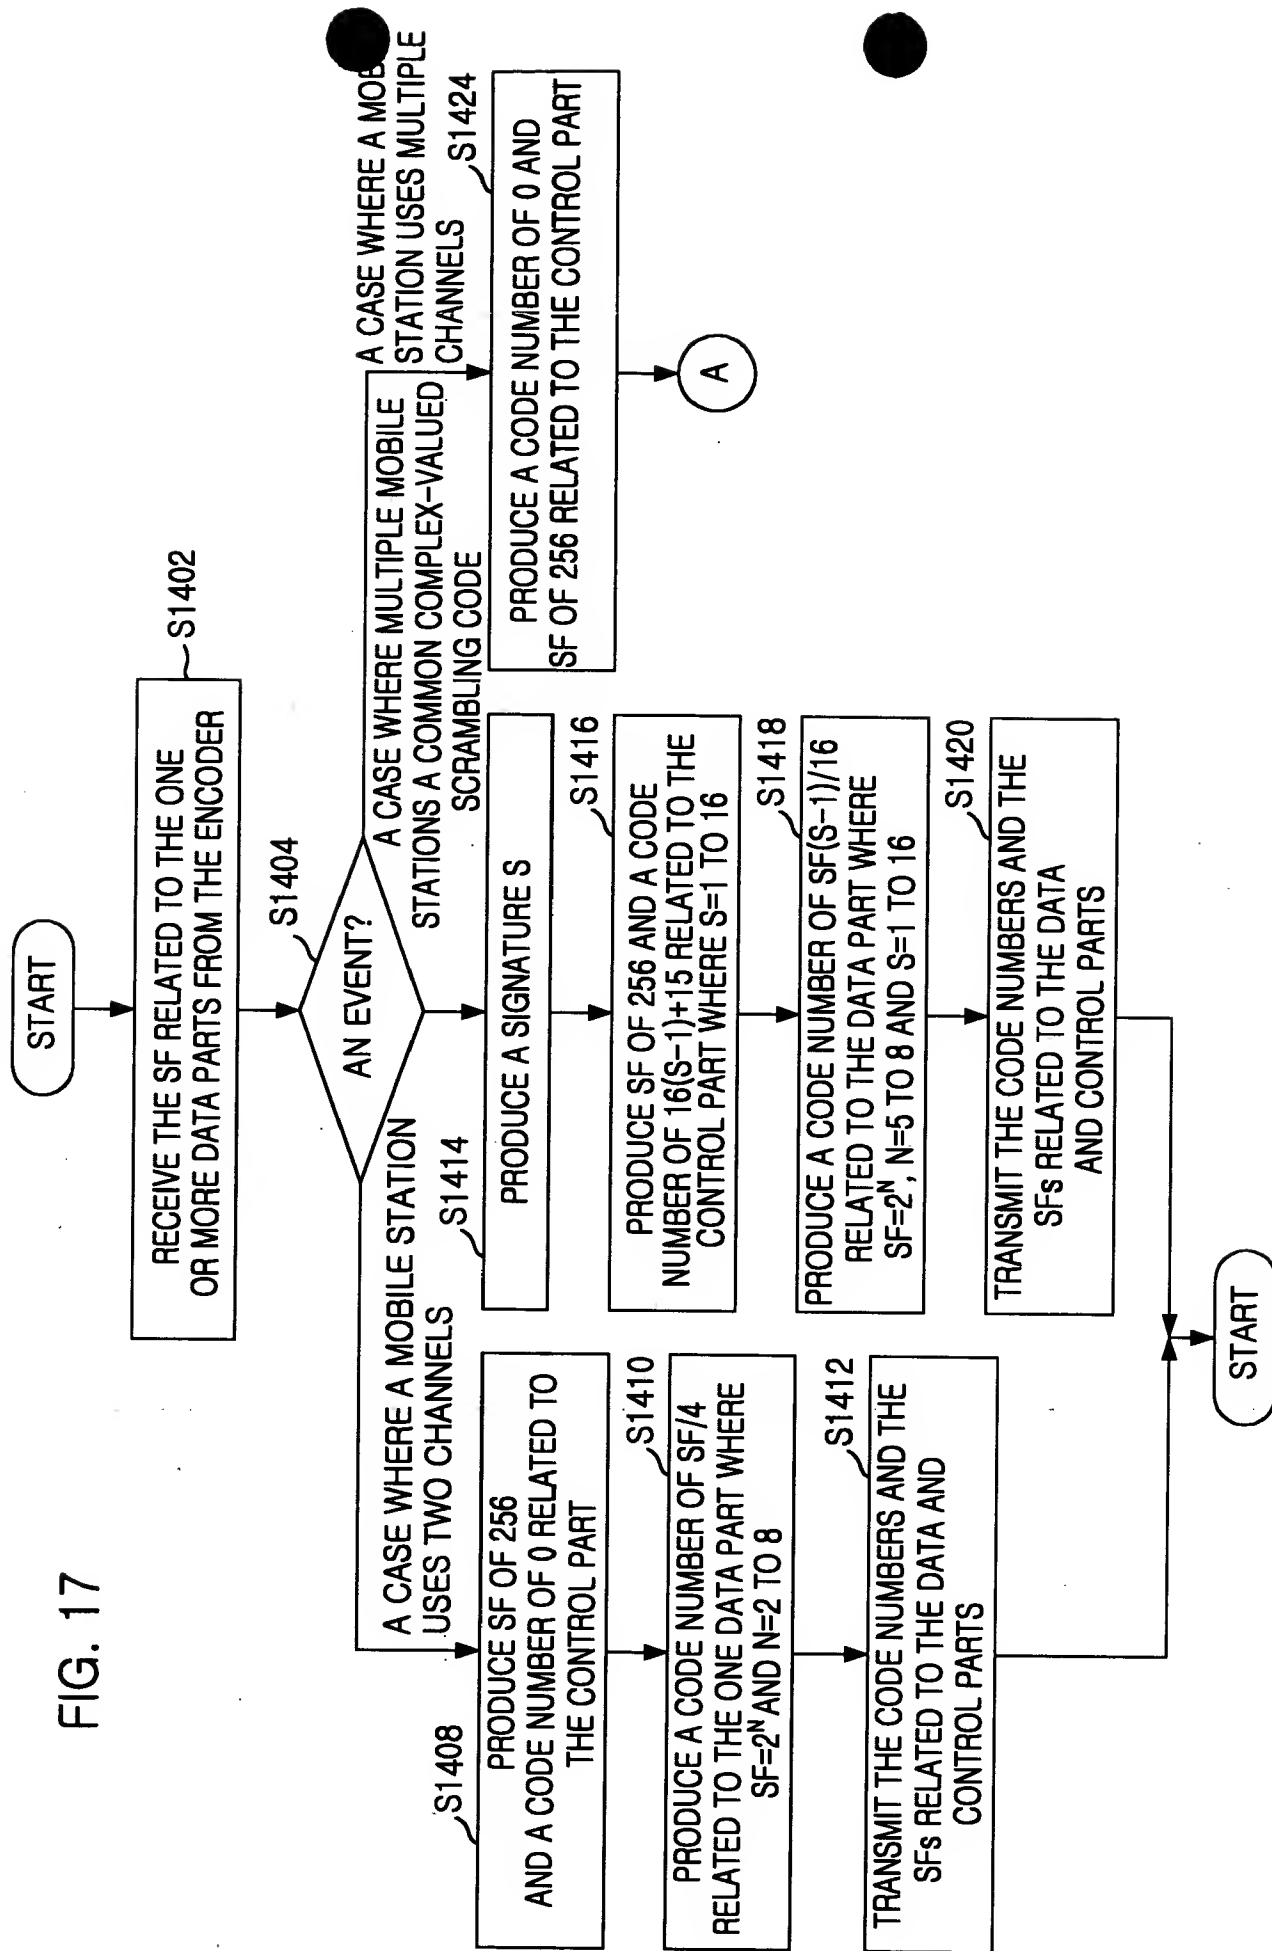 FIG. 17
START
RECEIVE THE SF RELATED TO THE ONE
OR MORE DATA PARTS FROM THE ENCODER
S1402
AN EVENT?
S1404
A CASE WHERE A MOBILE STATION
USES TWO CHANNELS
S1408
PRODUCE SF OF 256
AND A CODE NUMBER OF 0 RELATED TO
THE CONTROL PART
S1410
PRODUCE A CODE NUMBER OF SF/4
RELATED TO THE ONE DATA PART WHERE
SF=2^N AND N=2 TO 8
S1412
TRANSMIT THE CODE NUMBERS AND THE
SFs RELATED TO THE DATA AND
CONTROL PARTS
A CASE WHERE MULTIPLE MOBILE
STATIONS A COMMON COMPLEX-VALUED
SCRAMBLING CODE
S1414
PRODUCE A SIGNATURE S
S1416
PRODUCE SF OF 256 AND A CODE
NUMBER OF 16(S-1)+15 RELATED TO THE
CONTROL PART WHERE S=1 TO 16
S1418
PRODUCE A CODE NUMBER OF SF(S-1)/16
RELATED TO THE DATA PART WHERE
SF=2^N, N=5 TO 8 AND S=1 TO 16
S1420
TRANSMIT THE CODE NUMBERS AND THE
SFs RELATED TO THE DATA
AND CONTROL PARTS
A CASE WHERE A MOB
STATION USES MULTIPLE
CHANNELS
S1424
PRODUCE A CODE NUMBER OF 0 AND
SF OF 256 RELATED TO THE CONTROL PART
A
START